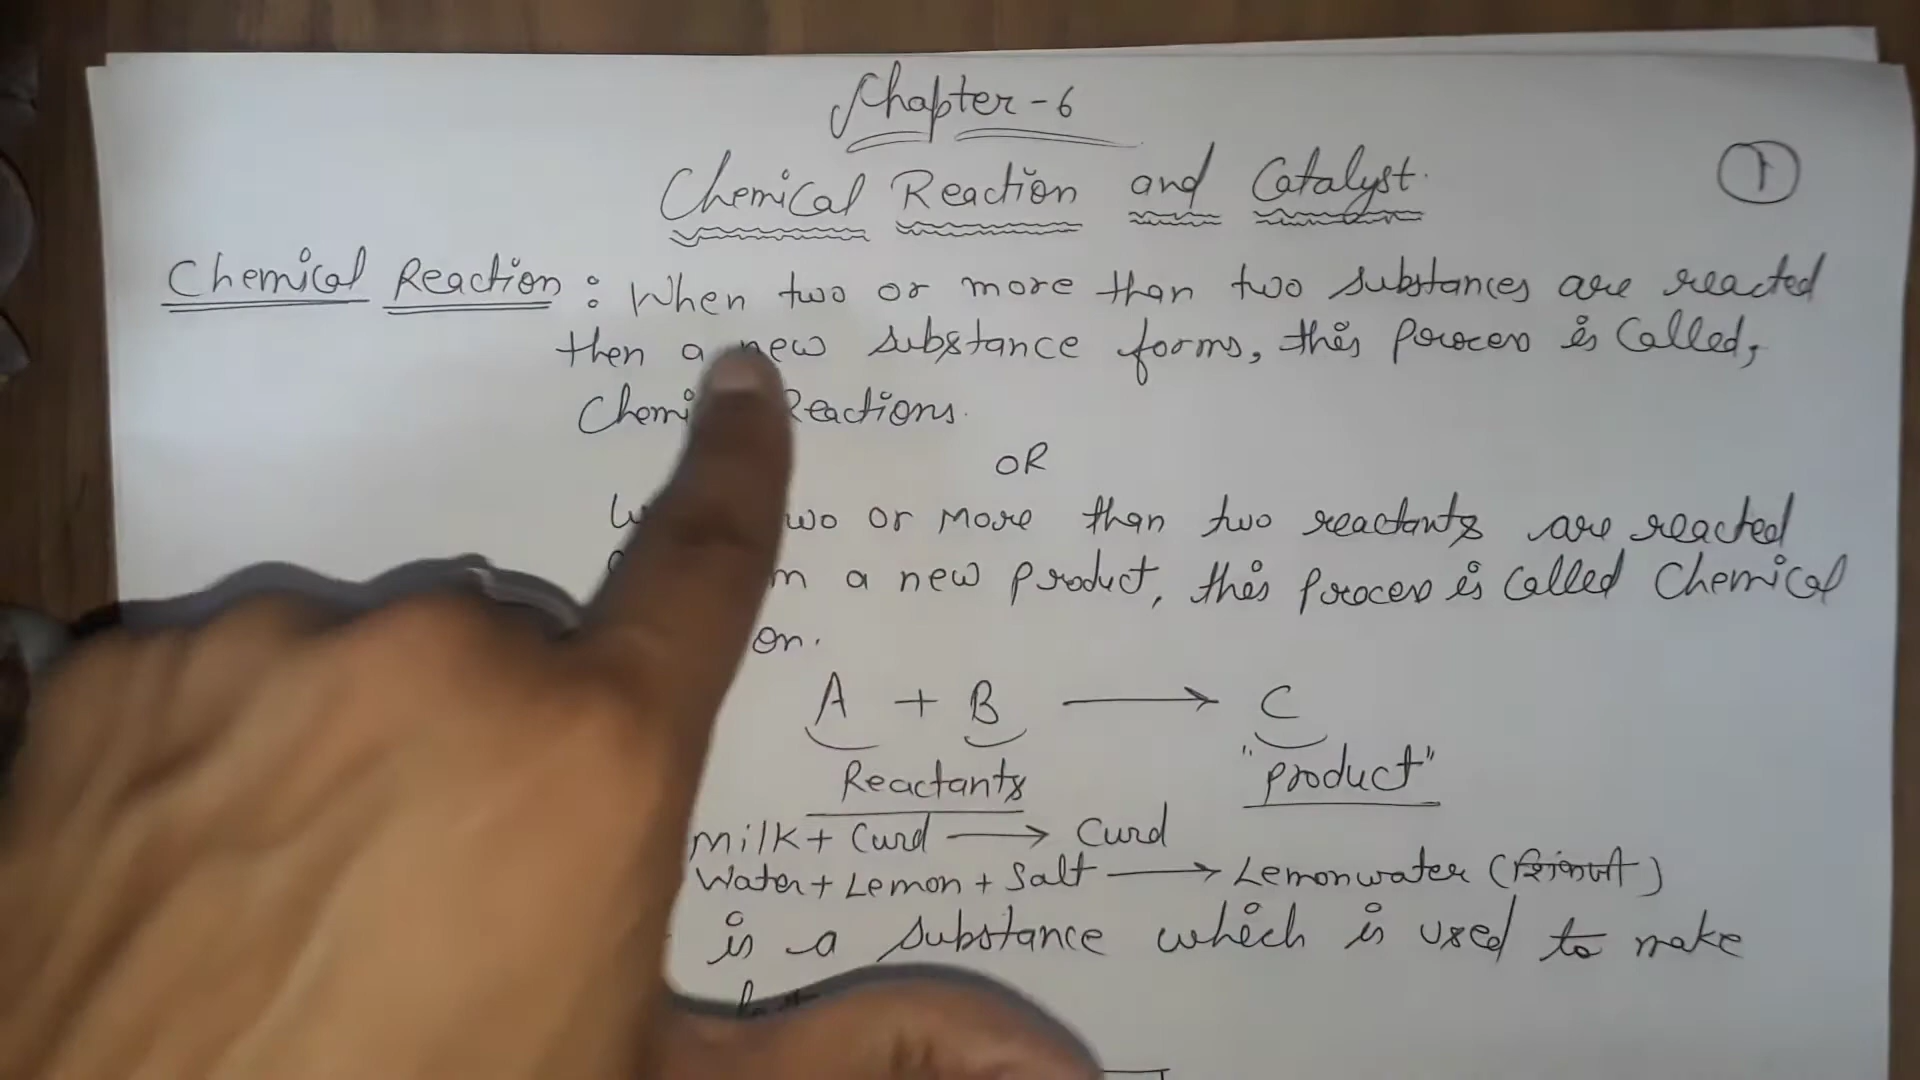 Chapter-6
Chemical Reaction and Catalyst.
1
Chemical Reaction : When two or more than two substances are reacted
then a new substance forms, this process is called,
Chemi Reactions.
OR
two or more than two reactants are reacted
a new product, this process is called Chemical
on.
A + B → C
Reactants "product"
Milk + Curd → Curd
Water + Lemon + Salt → Lemonwater (शिकंजी)
is a substance which is used to make